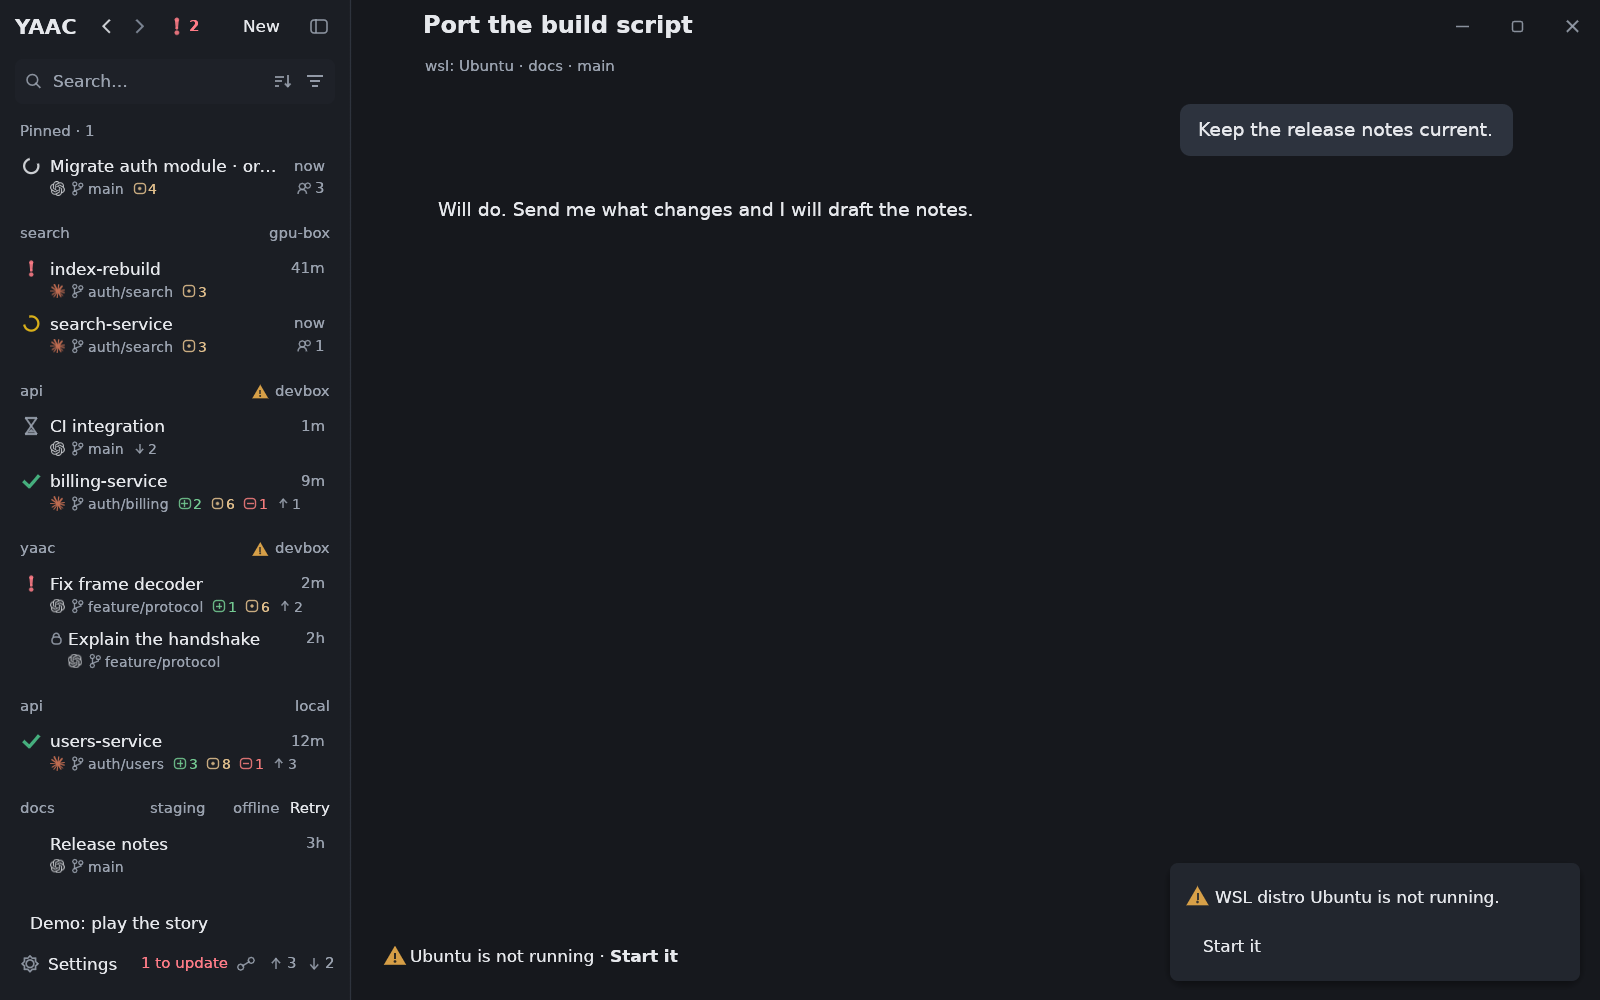 YAAC 2 New
Search...
Pinned · 1
Migrate auth module · or... now
main 4 3
search gpu-box
index-rebuild 41m
auth/search 3
search-service now
auth/search 3 1
api devbox
CI integration 1m
main 2
billing-service 9m
auth/billing 2 6 1 1
yaac devbox
Fix frame decoder 2m
feature/protocol 1 6 2
Explain the handshake 2h
feature/protocol
api local
users-service 12m
auth/users 3 8 1 3
docs staging offline Retry
Release notes 3h
main
Demo: play the story
Settings 1 to update 3 2
Port the build script
wsl: Ubuntu · docs · main
Keep the release notes current.
Will do. Send me what changes and I will draft the notes.
Ubuntu is not running · Start it
WSL distro Ubuntu is not running.
Start it